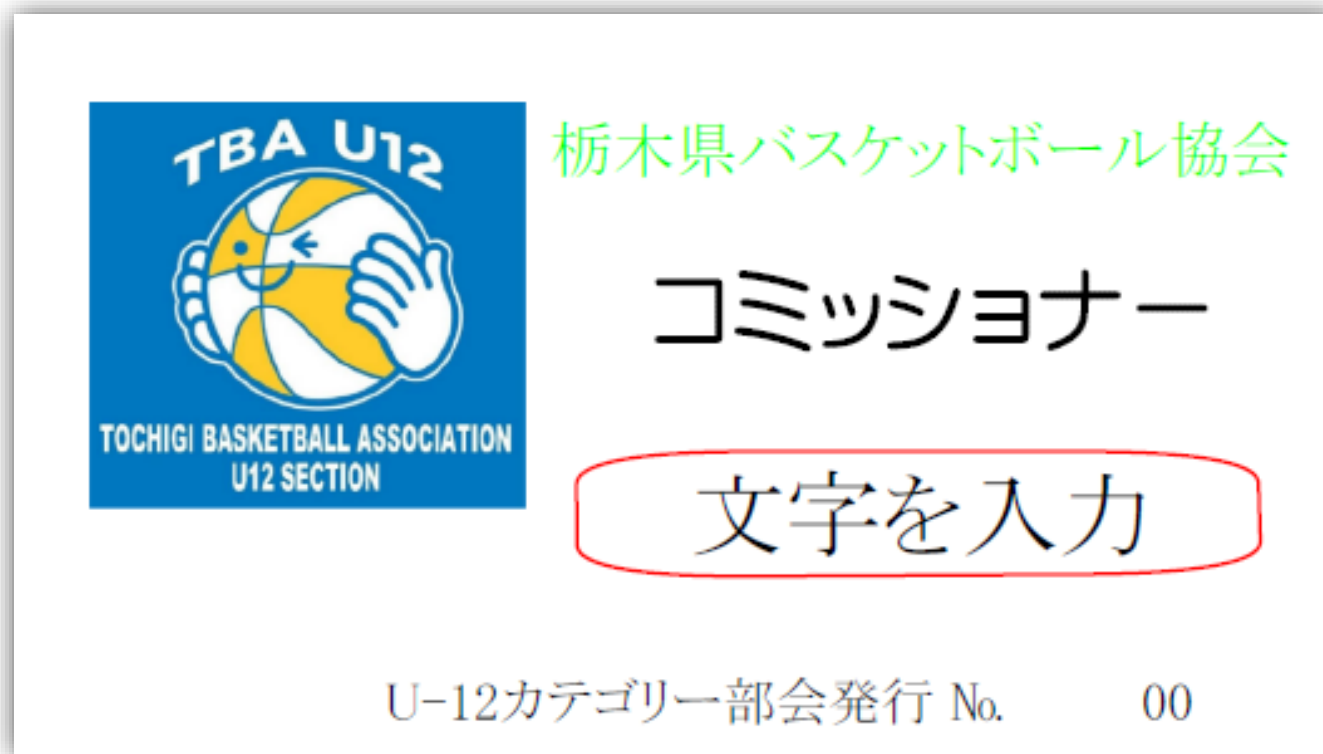 TBA U12
TOCHIGI BASKETBALL ASSOCIATION
U12 SECTION
栃木県バスケットボール協会
コミッショナー
文字を入力
U-12カテゴリー部会発行 № 00